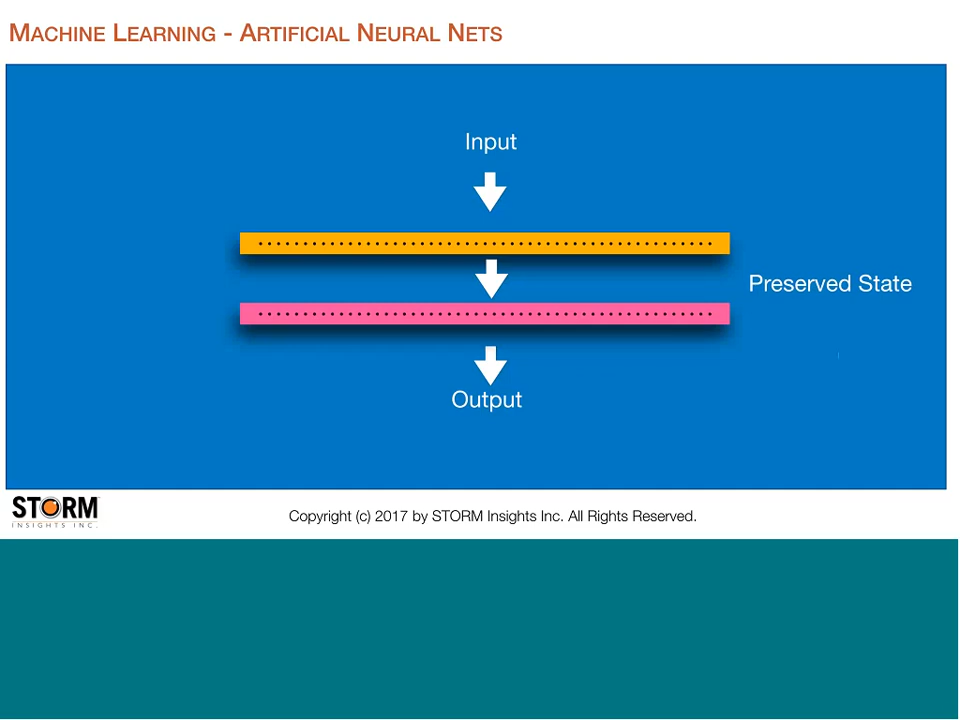 MACHINE LEARNING - ARTIFICIAL NEURAL NETS
Input
Preserved State
Output
STORM
INSIGHTS INC.
Copyright (c) 2017 by STORM Insights Inc. All Rights Reserved.